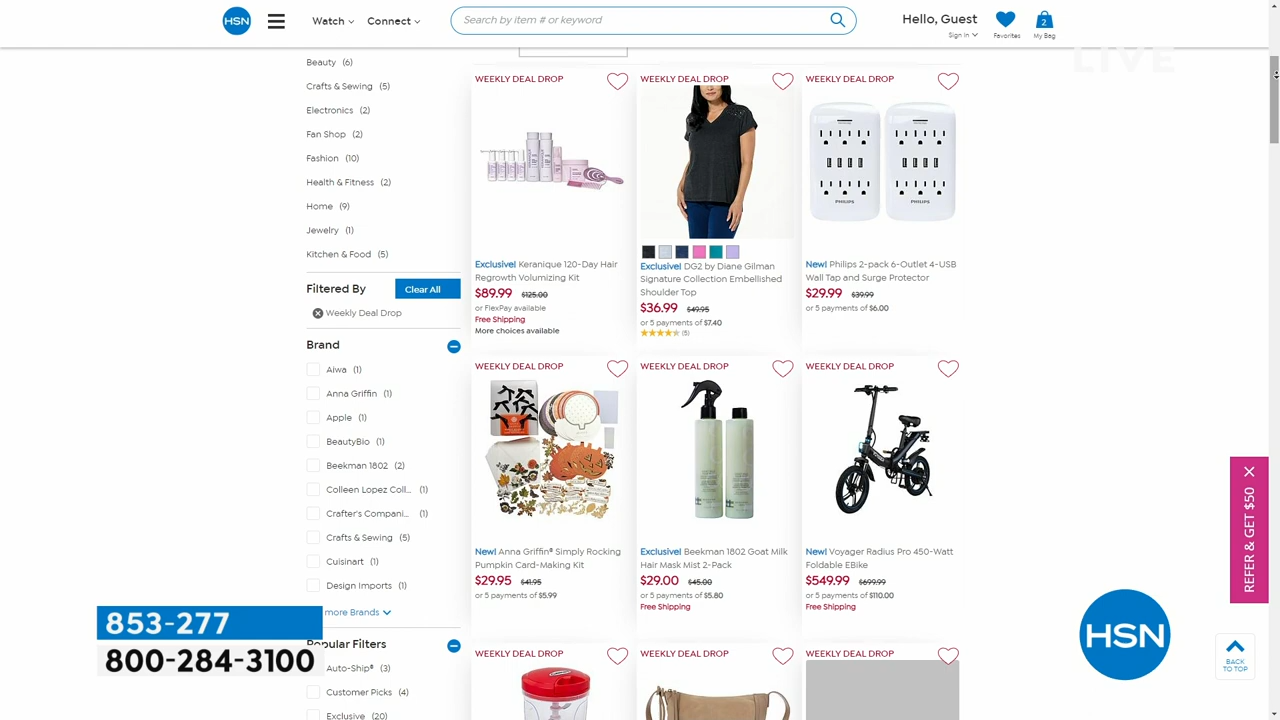 HSN
Watch
Connect
Search by item # or keyword
Hello, Guest
Sign In
Favorites
2
My Bag
LIVE
Beauty (6)
Crafts & Sewing (5)
Electronics (2)
Fan Shop (2)
Fashion (10)
Health & Fitness (2)
Home (9)
Jewelry (1)
Kitchen & Food (5)
Filtered By
Clear All
Weekly Deal Drop
Brand
Aiwa (1)
Anna Griffin (1)
Apple (1)
BeautyBio (1)
Beekman 1802 (2)
Colleen Lopez Coll... (1)
Crafter's Compani... (1)
Crafts & Sewing (5)
Cuisinart (1)
Design Imports (1)
more Brands
Popular Filters
Auto-Ship® (3)
Customer Picks (4)
Exclusive (20)
WEEKLY DEAL DROP
Exclusive! Keranique 120-Day Hair
Regrowth Volumizing Kit
$89.99 $125.00
or FlexPay available
Free Shipping
More choices available
WEEKLY DEAL DROP
Exclusive! DG2 by Diane Gilman
Signature Collection Embellished
Shoulder Top
$36.99 $49.95
or 5 payments of $7.40
(5)
WEEKLY DEAL DROP
PHILIPS
PHILIPS
New! Philips 2-pack 6-Outlet 4-USB
Wall Tap and Surge Protector
$29.99 $39.99
or 5 payments of $6.00
WEEKLY DEAL DROP
New! Anna Griffin® Simply Rocking
Pumpkin Card-Making Kit
$29.95 $41.95
or 5 payments of $5.99
WEEKLY DEAL DROP
Exclusive! Beekman 1802 Goat Milk
Hair Mask Mist 2-Pack
$29.00 $45.00
or 5 payments of $5.80
Free Shipping
WEEKLY DEAL DROP
New! Voyager Radius Pro 450-Watt
Foldable EBike
$549.99 $699.99
or 5 payments of $110.00
Free Shipping
WEEKLY DEAL DROP
WEEKLY DEAL DROP
WEEKLY DEAL DROP
REFER & GET $50
853-277
800-284-3100
HSN
BACK
TO TOP